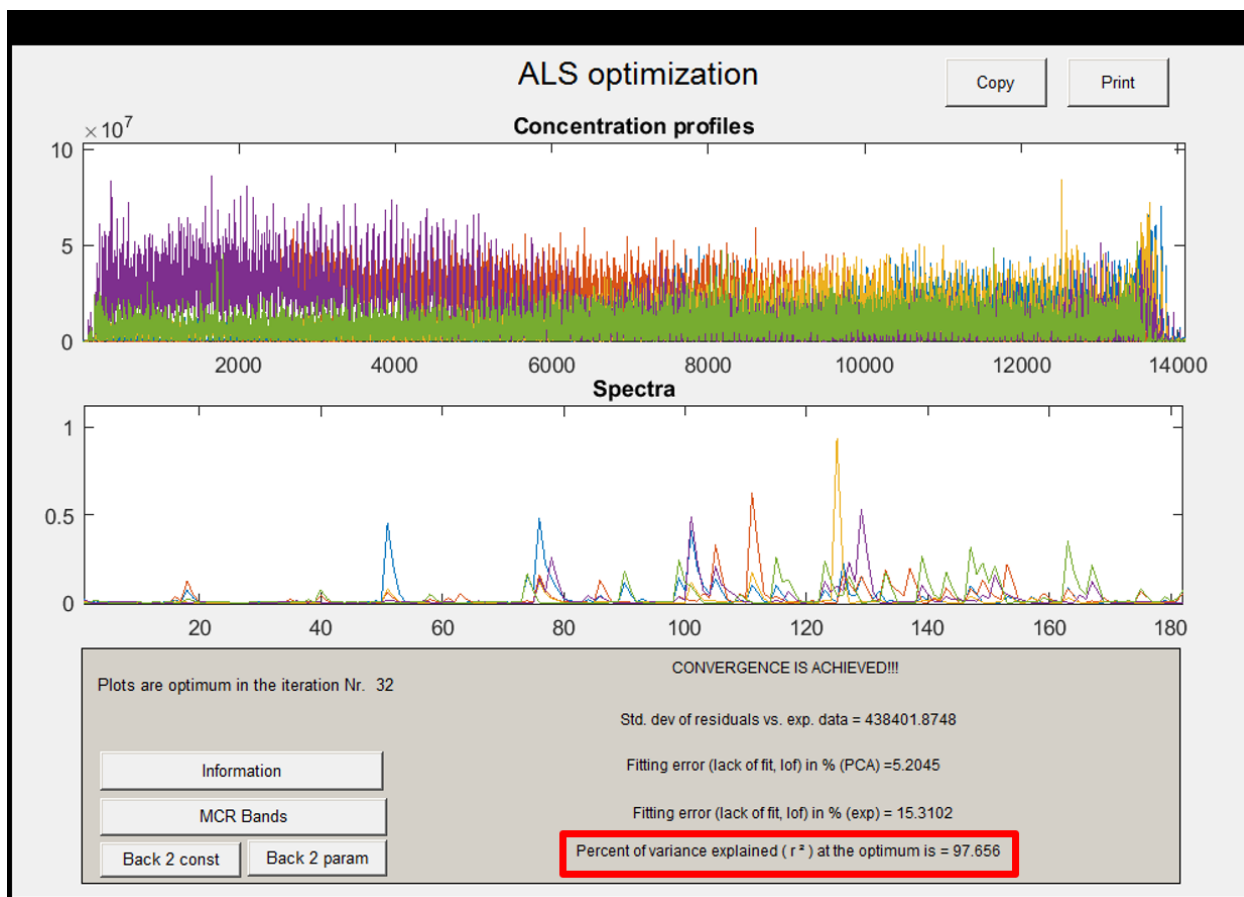 ALS optimization
Copy
Print
Concentration profiles
×10⁷
10
5
0
2000 4000 6000 8000 10000 12000 14000
Spectra
1
0.5
0
20 40 60 80 100 120 140 160 180
Plots are optimum in the iteration Nr. 32
CONVERGENCE IS ACHIEVED!!!
Std. dev of residuals vs. exp. data = 438401.8748
Information
Fitting error (lack of fit, lof) in % (PCA) =5.2045
MCR Bands
Fitting error (lack of fit, lof) in % (exp) = 15.3102
Back 2 const
Back 2 param
Percent of variance explained ( r ² ) at the optimum is = 97.656